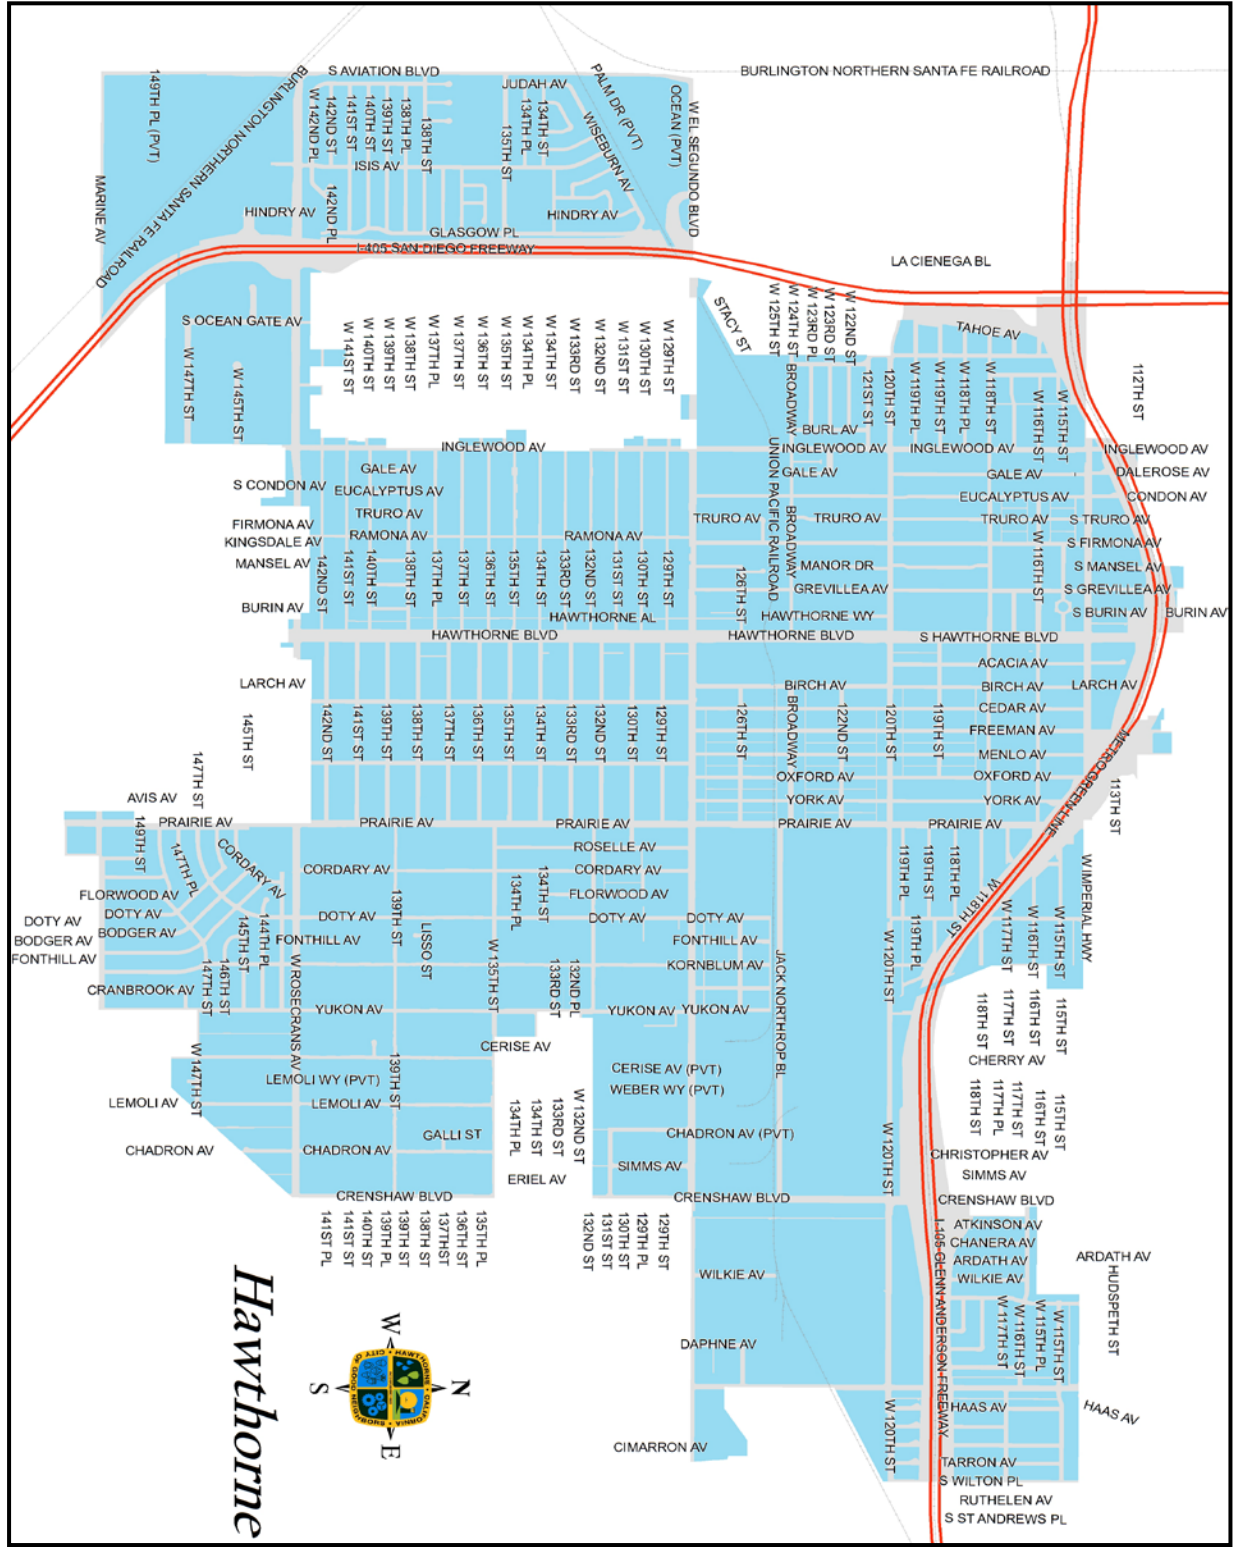 BURLINGTON NORTHERN SANTA FE RAILROAD
S AVIATION BLVD
BURLINGTON NORTHERN SANTA FE RAILROAD
149TH PL (PVT)
MARINE AV
W 142ND PL
142ND ST
141ST ST
140TH ST
139TH ST
138TH PL
138TH ST
JUDAH AV
134TH PL
134TH ST
135TH ST
PALM DR (PVT)
WISEBURN AV
OCEAN (PVT)
W EL SEGUNDO BLVD
ISIS AV
142ND PL
HINDRY AV
HINDRY AV
GLASGOW PL
I-405 SAN DIEGO FREEWAY
LA CIENEGA BL
S OCEAN GATE AV
W 147TH ST
W 145TH ST
W 141ST ST
W 140TH ST
W 139TH ST
W 138TH ST
W 137TH PL
W 137TH ST
W 136TH ST
W 135TH ST
W 134TH PL
W 134TH ST
W 133RD ST
W 132ND ST
W 131ST ST
W 130TH ST
W 129TH ST
STACY ST
W 125TH ST
W 124TH ST
W 123RD PL
W 123RD ST
W 122ND ST
TAHOE AV
BROADWAY
121ST ST
120TH ST
W 119TH PL
W 119TH ST
W 118TH PL
W 118TH ST
W 116TH ST
W 115TH ST
112TH ST
BURL AV
INGLEWOOD AV
INGLEWOOD AV
INGLEWOOD AV
INGLEWOOD AV
GALE AV
GALE AV
GALE AV
DALEROSE AV
S CONDON AV
EUCALYPTUS AV
EUCALYPTUS AV
CONDON AV
UNION PACIFIC RAILROAD
BROADWAY
FIRMONA AV
TRURO AV
TRURO AV
TRURO AV
TRURO AV
S TRURO AV
KINGSDALE AV
RAMONA AV
RAMONA AV
S FIRMONA AV
MANSEL AV
MANOR DR
S MANSEL AV
142ND ST
141ST ST
140TH ST
138TH ST
137TH PL
137TH ST
136TH ST
135TH ST
134TH ST
133RD ST
132ND ST
131ST ST
130TH ST
129TH ST
126TH ST
W 116TH ST
GREVILLEA AV
S GREVILLEA AV
BURIN AV
HAWTHORNE AL
HAWTHORNE WY
S BURIN AV
BURIN AV
HAWTHORNE BLVD
HAWTHORNE BLVD
S HAWTHORNE BLVD
ACACIA AV
LARCH AV
BIRCH AV
BIRCH AV
LARCH AV
CEDAR AV
FREEMAN AV
MENLO AV
145TH ST
142ND ST
141ST ST
139TH ST
138TH ST
137TH ST
136TH ST
135TH ST
134TH ST
133RD ST
132ND ST
130TH ST
129TH ST
126TH ST
BROADWAY
122ND ST
120TH ST
119TH ST
METRO GREEN LINE
147TH ST
OXFORD AV
OXFORD AV
113TH ST
AVIS AV
YORK AV
YORK AV
PRAIRIE AV
PRAIRIE AV
PRAIRIE AV
PRAIRIE AV
PRAIRIE AV
149TH ST
147TH PL
CORDARY AV
ROSELLE AV
CORDARY AV
CORDARY AV
119TH PL
119TH ST
118TH PL
W IMPERIAL HWY
FLORWOOD AV
FLORWOOD AV
139TH ST
134TH PL
134TH ST
W 118TH ST
DOTY AV
DOTY AV
DOTY AV
DOTY AV
DOTY AV
BODGER AV
BODGER AV
145TH ST
144TH PL
FONTHILL AV
FONTHILL AV
FONTHILL AV
LISSO ST
119TH PL
W 117TH ST
W 116TH ST
W 115TH ST
147TH ST
146TH ST
W ROSECRANS AV
W 135TH ST
133RD ST
132ND PL
KORNBLUM AV
JACK NORTHROP BL
W 120TH ST
CRANBROOK AV
YUKON AV
YUKON AV
YUKON AV
118TH ST
117TH ST
116TH ST
115TH ST
CERISE AV
CHERRY AV
W 147TH ST
139TH ST
CERISE AV (PVT)
LEMOLI WY (PVT)
WEBER WY (PVT)
LEMOLI AV
LEMOLI AV
134TH PL
134TH ST
133RD ST
W 132ND ST
118TH ST
117TH PL
117TH ST
116TH ST
115TH ST
GALLI ST
CHADRON AV (PVT)
W 120TH ST
CHADRON AV
CHADRON AV
CHRISTOPHER AV
SIMMS AV
SIMMS AV
ERIEL AV
CRENSHAW BLVD
CRENSHAW BLVD
CRENSHAW BLVD
141ST PL
141ST ST
140TH ST
139TH PL
139TH ST
138TH ST
137THST
136TH ST
135TH PL
132ND ST
131ST ST
130TH ST
129TH PL
129TH ST
ATKINSON AV
CHANERA AV
ARDATH AV
ARDATH AV
WILKIE AV
WILKIE AV
I-105 GLENN ANDERSON FREEWAY
HUDSPETH ST
W 117TH ST
W 116TH ST
W 115TH PL
W 115TH ST
DAPHNE AV
HAAS AV
HAAS AV
W 120TH ST
CIMARRON AV
TARRON AV
S WILTON PL
RUTHELEN AV
S ST ANDREWS PL
Hawthorne
W
N
S
E
CITY OF GOOD NEIGHBORS
HAWTHORNE CALIFORNIA